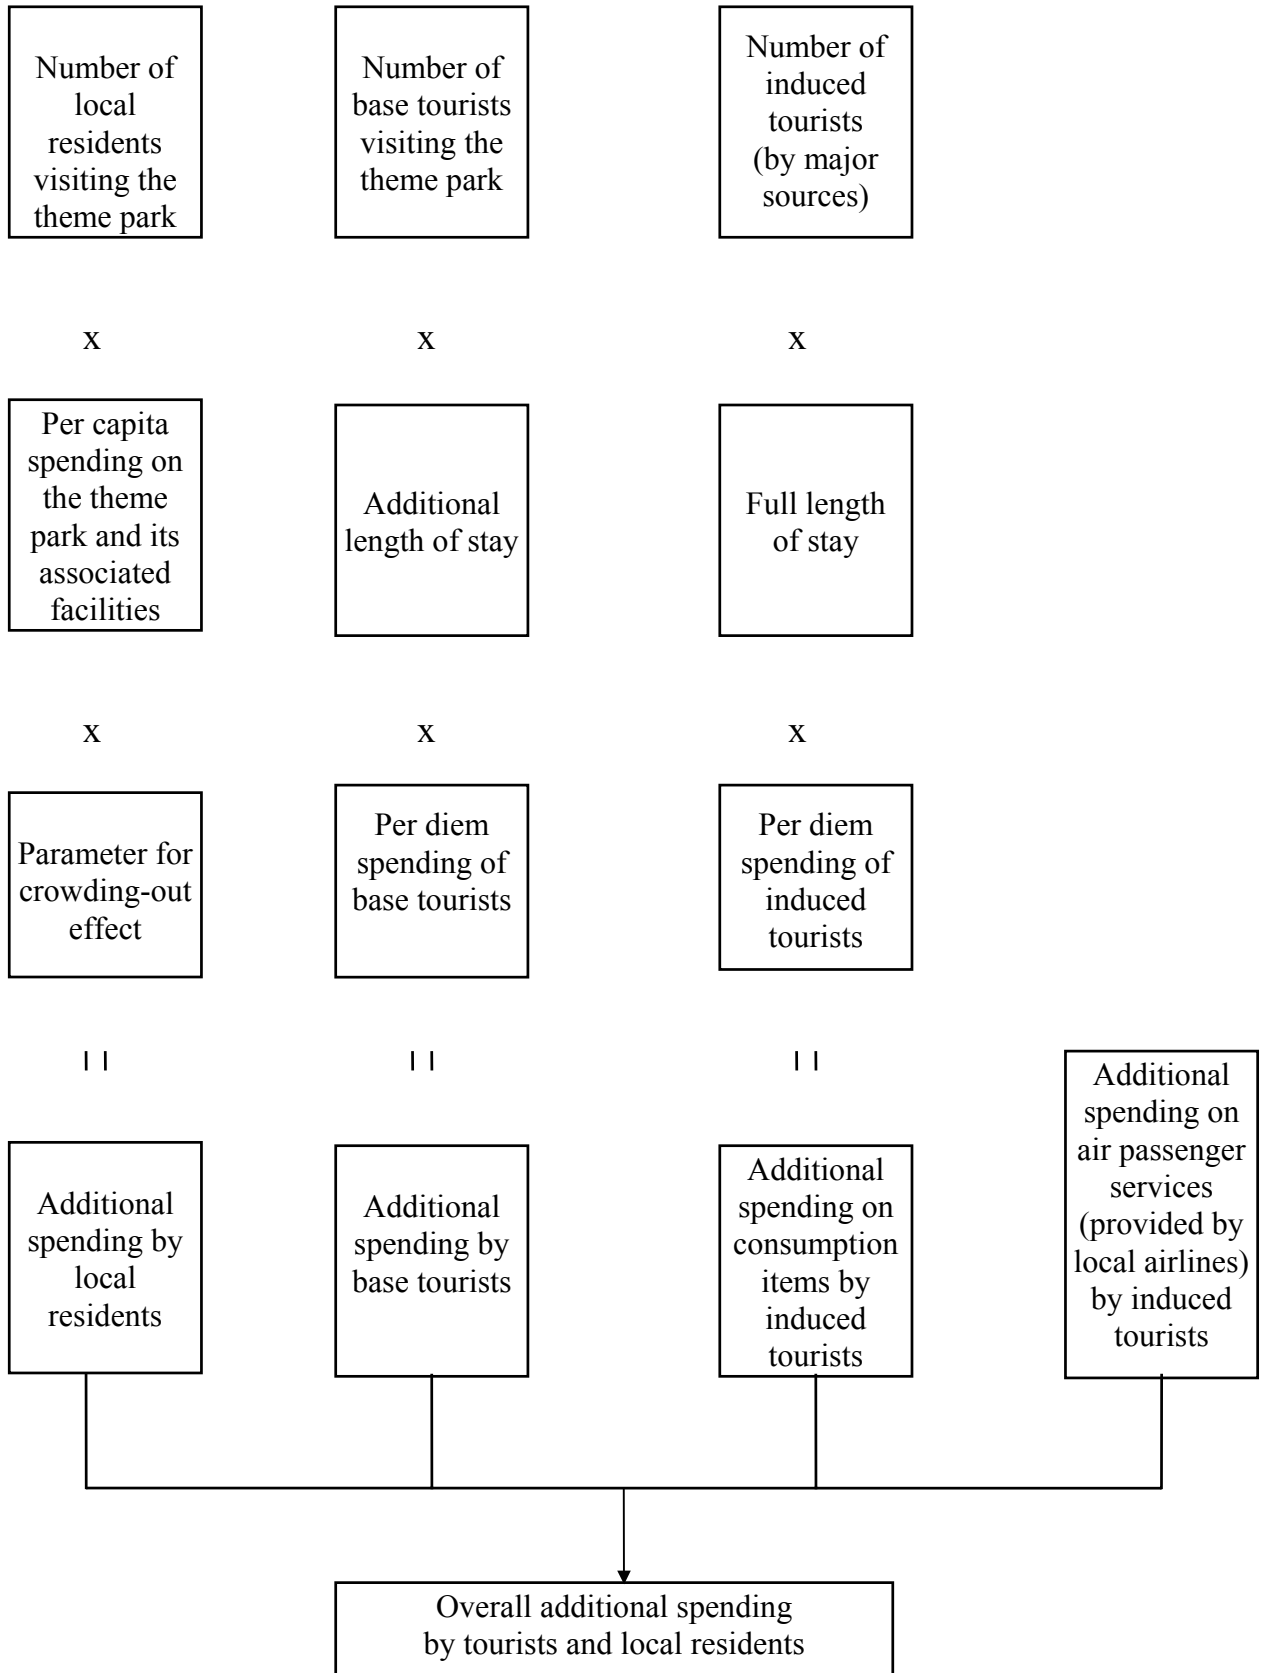 Number of
local
residents
visiting the
theme park
Number of
base tourists
visiting the
theme park
Number of
induced
tourists
(by major
sources)
x
x
x
Per capita
spending on
the theme
park and its
associated
facilities
Additional
length of stay
Full length
of stay
x
x
x
Parameter for
crowding-out
effect
Per diem
spending of
base tourists
Per diem
spending of
induced
tourists
=
=
=
Additional
spending by
local
residents
Additional
spending by
base tourists
Additional
spending on
consumption
items by
induced
tourists
Additional
spending on
air passenger
services
(provided by
local airlines)
by induced
tourists
Overall additional spending
by tourists and local residents